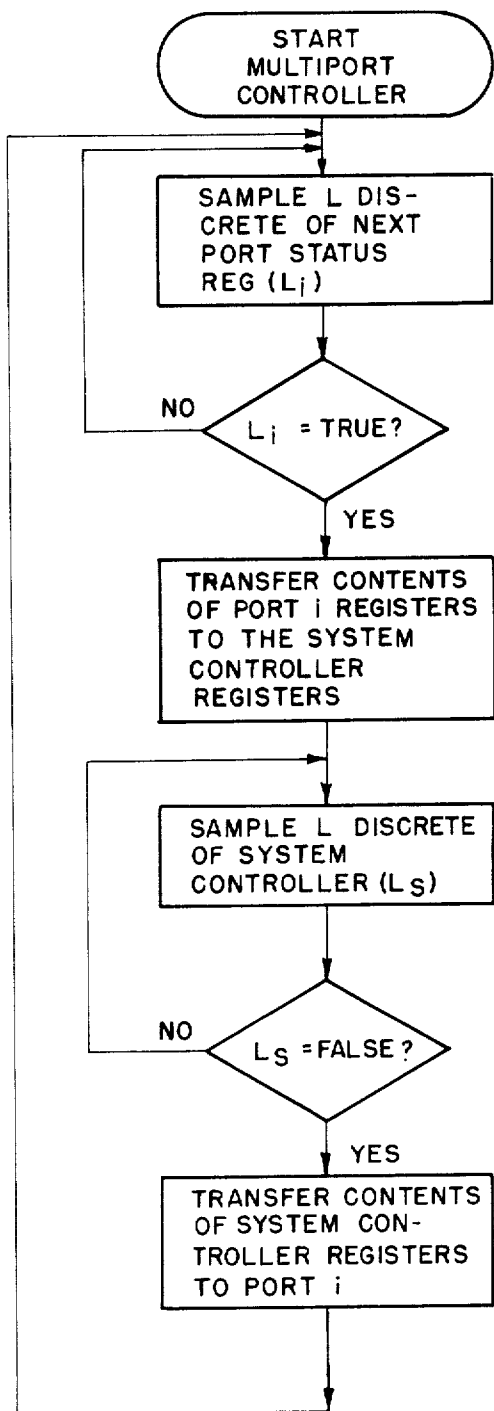 START
MULTIPORT
CONTROLLER
SAMPLE L DIS-
CRETE OF NEXT
PORT STATUS
REG (Li)
NO
Li = TRUE?
YES
TRANSFER CONTENTS
OF PORT i REGISTERS
TO THE SYSTEM
CONTROLLER
REGISTERS
SAMPLE L DISCRETE
OF SYSTEM
CONTROLLER (LS)
NO
LS = FALSE?
YES
TRANSFER CONTENTS
OF SYSTEM CON-
TROLLER REGISTERS
TO PORT i